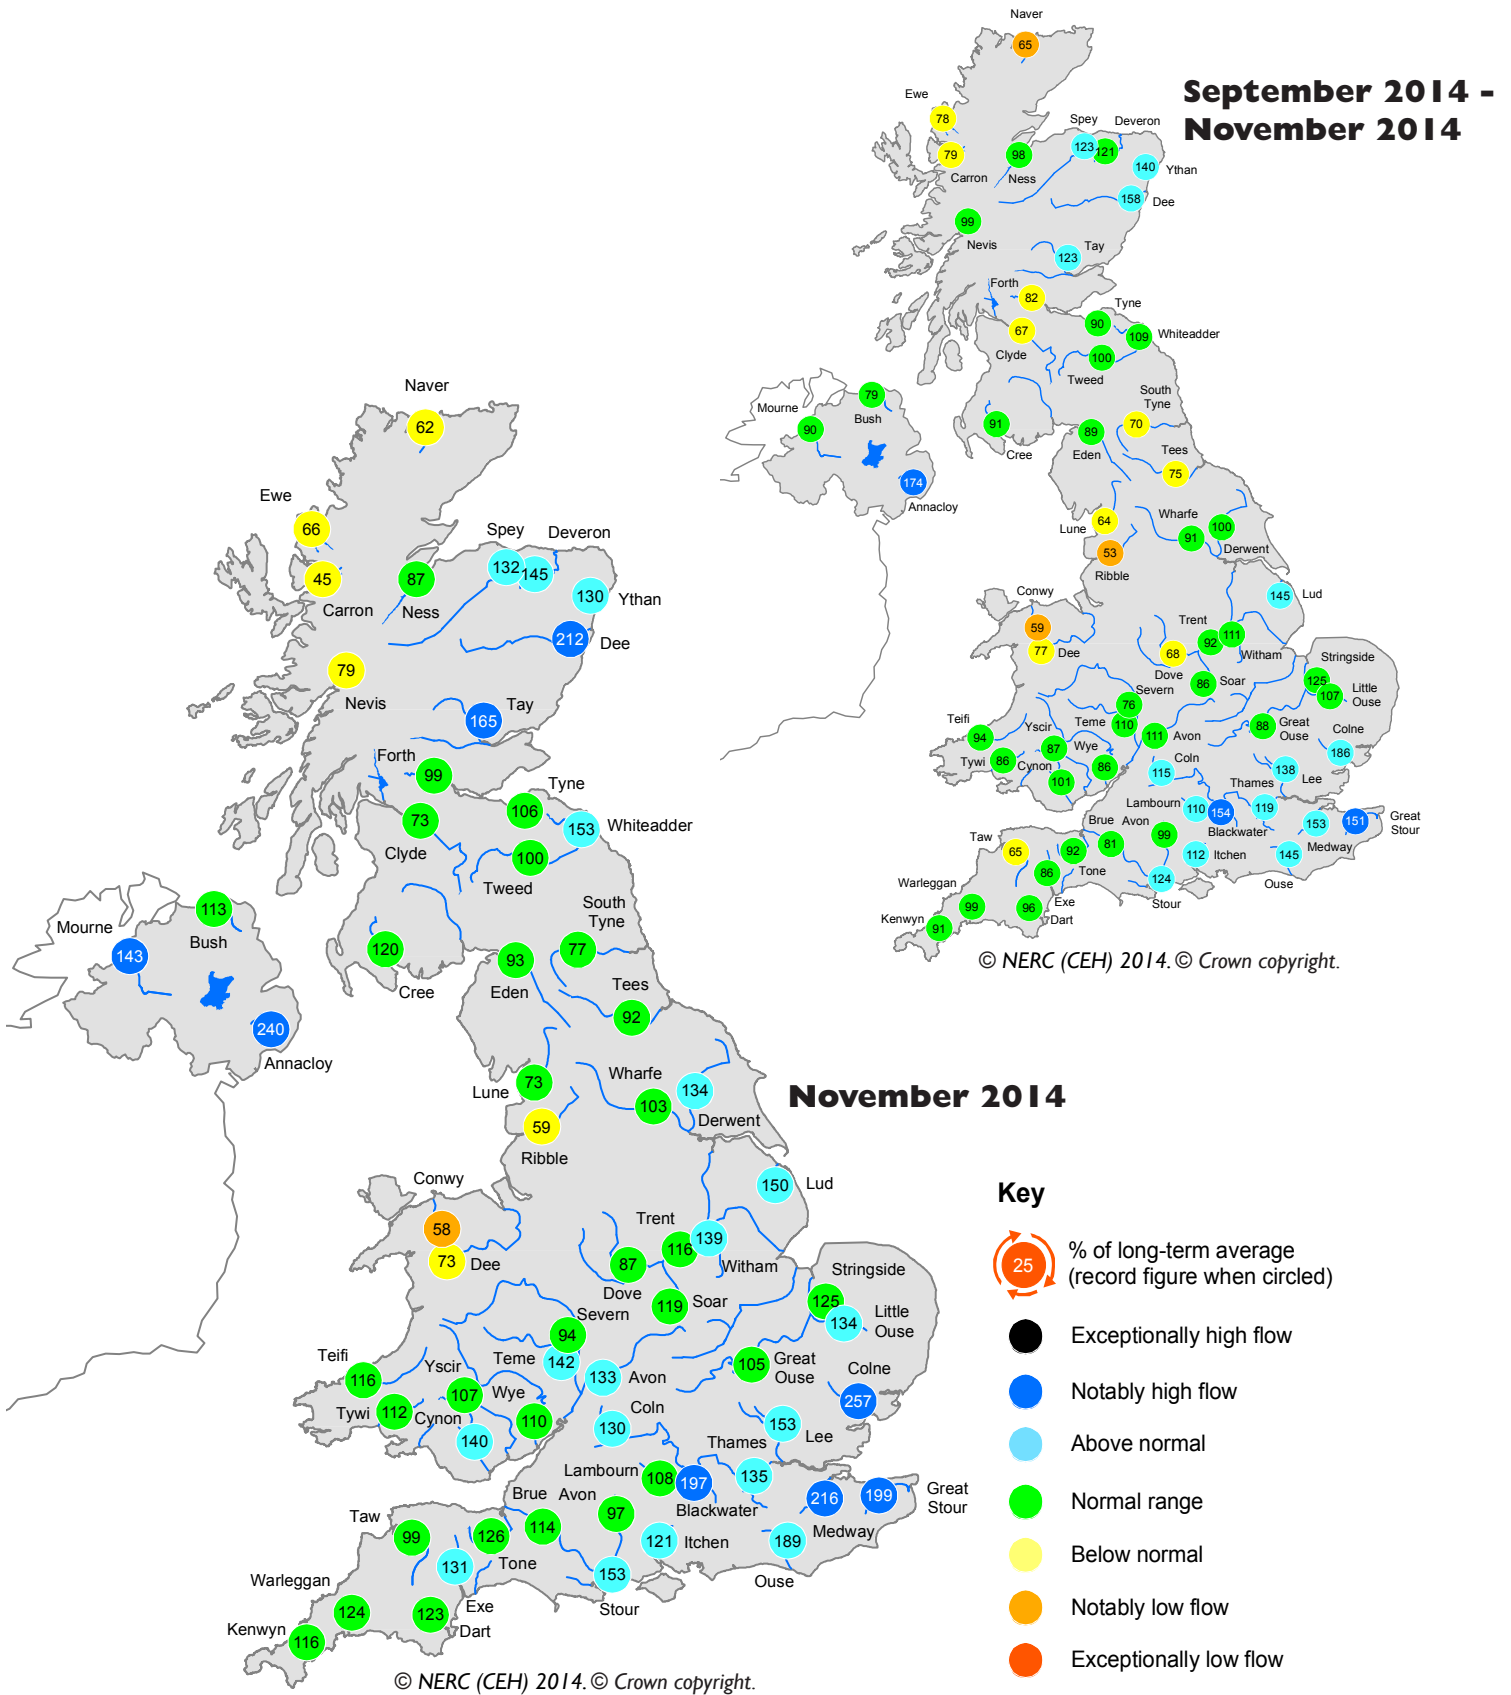 September 2014 -
November 2014
Naver
65
Ewe
78
79
Carron
98
Ness
Spey
Deveron
123
121
140
Ythan
158
Dee
99
Nevis
Tay
123
Forth
82
67
Clyde
Tyne
90
109
Whiteadder
100
Tweed
South
Tyne
70
Mourne
90
79
Bush
174
Annacloy
91
Cree
89
Eden
Tees
75
Lune
64
53
Ribble
Wharfe
91
100
Derwent
Conwy
59
77
Dee
145
Lud
Trent
92
111
Witham
68
Dove
86
Soar
Stringside
125
107
Little
Ouse
Severn
76
Teme
110
111
Avon
88
Great
Ouse
Colne
186
Teifi
94
Tywi
86
Yscir
87
Cynon
101
Wye
86
Coln
115
138
Lee
Thames
119
Lambourn
110
154
Blackwater
153
Medway
151
Great
Stour
Brue
81
Avon
99
112
Itchen
145
Ouse
124
Stour
Taw
65
92
Tone
86
Exe
96
Dart
Warleggan
99
Kenwyn
91
© NERC (CEH) 2014. © Crown copyright.
November 2014
Naver
62
Ewe
66
45
Carron
87
Ness
Spey
Deveron
132
145
130
Ythan
212
Dee
79
Nevis
Tay
165
Forth
99
73
Clyde
Tyne
106
153
Whiteadder
100
Tweed
South
Tyne
77
Mourne
143
113
Bush
240
Annacloy
120
Cree
93
Eden
Tees
92
Lune
73
59
Ribble
Wharfe
103
134
Derwent
Conwy
58
73
Dee
150
Lud
Trent
116
139
Witham
87
Dove
119
Soar
Stringside
125
134
Little
Ouse
Severn
94
Teme
142
133
Avon
105
Great
Ouse
Colne
257
Teifi
116
Tywi
112
Yscir
107
Cynon
140
Wye
110
Coln
130
153
Lee
Thames
135
Lambourn
108
197
Blackwater
216
Medway
199
Great
Stour
Brue
114
Avon
97
121
Itchen
189
Ouse
153
Stour
Taw
99
126
Tone
131
Exe
123
Dart
Warleggan
124
Kenwyn
116
© NERC (CEH) 2014. © Crown copyright.
Key
25
% of long-term average
(record figure when circled)
Exceptionally high flow
Notably high flow
Above normal
Normal range
Below normal
Notably low flow
Exceptionally low flow